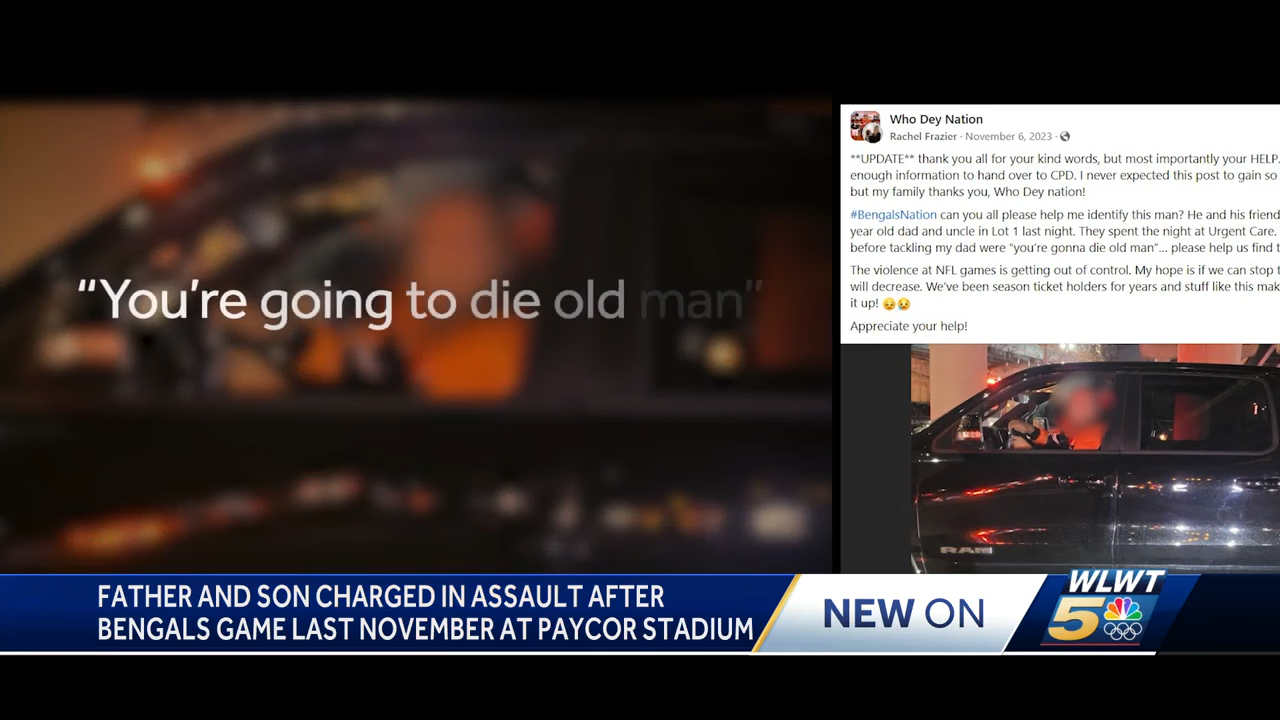 “You’re going to die old man”
Who Dey Nation
Rachel Frazier · November 6, 2023 ·
**UPDATE** thank you all for your kind words, but most importantly your HELP.
enough information to hand over to CPD. I never expected this post to gain so
but my family thanks you, Who Dey nation!
#BengalsNation can you all please help me identify this man? He and his friend
year old dad and uncle in Lot 1 last night. They spent the night at Urgent Care.
before tackling my dad were "you're gonna die old man"... please help us find
The violence at NFL games is getting out of control. My hope is if we can stop
will decrease. We've been season ticket holders for years and stuff like this
it up! 😔😢
Appreciate your help!
RAM
FATHER AND SON CHARGED IN ASSAULT AFTER
BENGALS GAME LAST NOVEMBER AT PAYCOR STADIUM
NEW ON
WLWT
5